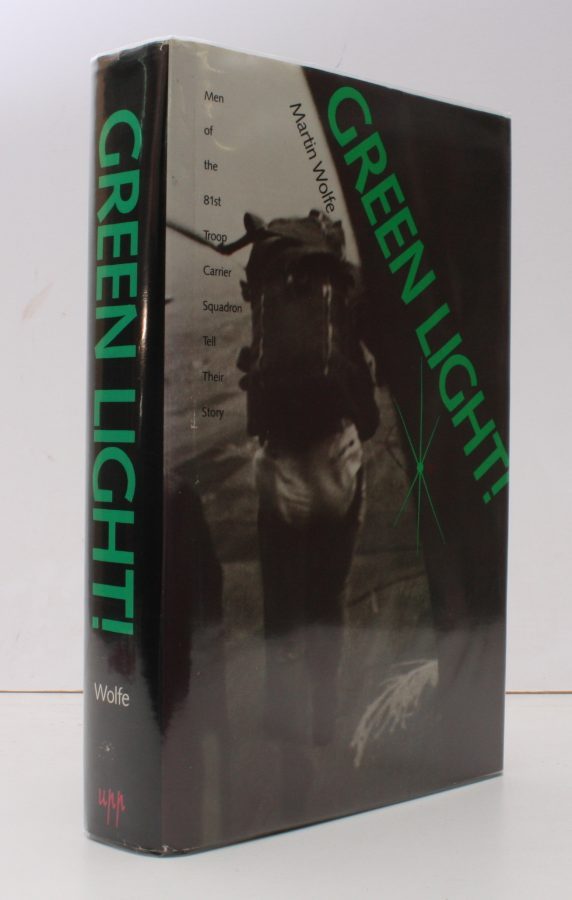 GREEN LIGHT!
Wolfe
upp
Men
of
the
81st
Troop
Carrier
Squadron
Tell
Their
Story
Martin Wolfe
GREEN LIGHT!